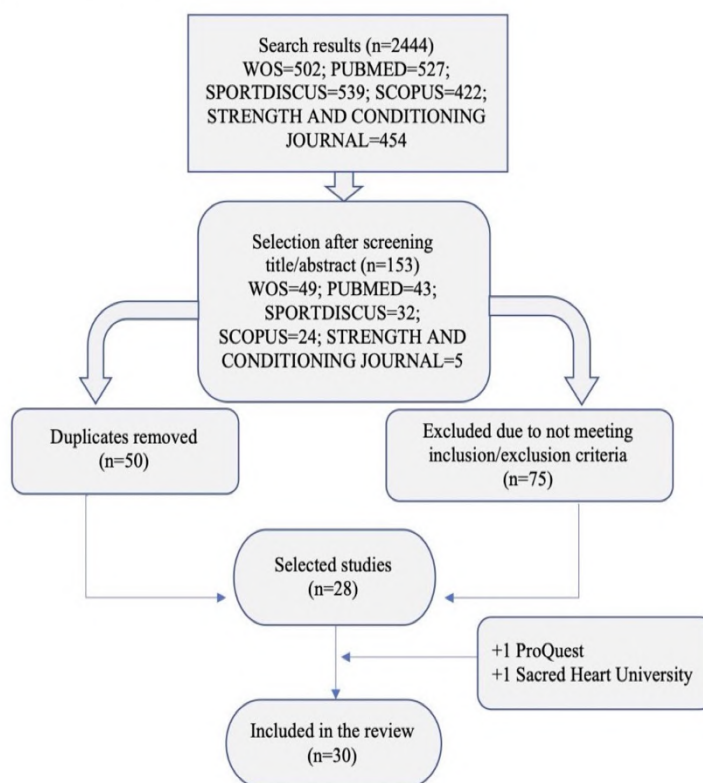 Search results (n=2444)
WOS=502; PUBMED=527;
SPORTDISCUS=539; SCOPUS=422;
STRENGTH AND CONDITIONING
JOURNAL=454
Selection after screening
title/abstract (n=153)
WOS=49; PUBMED=43;
SPORTDISCUS=32;
SCOPUS=24; STRENGTH AND
CONDITIONING JOURNAL=5
Duplicates removed
(n=50)
Excluded due to not meeting
inclusion/exclusion criteria
(n=75)
Selected studies
(n=28)
+1 ProQuest
+1 Sacred Heart University
Included in the review
(n=30)